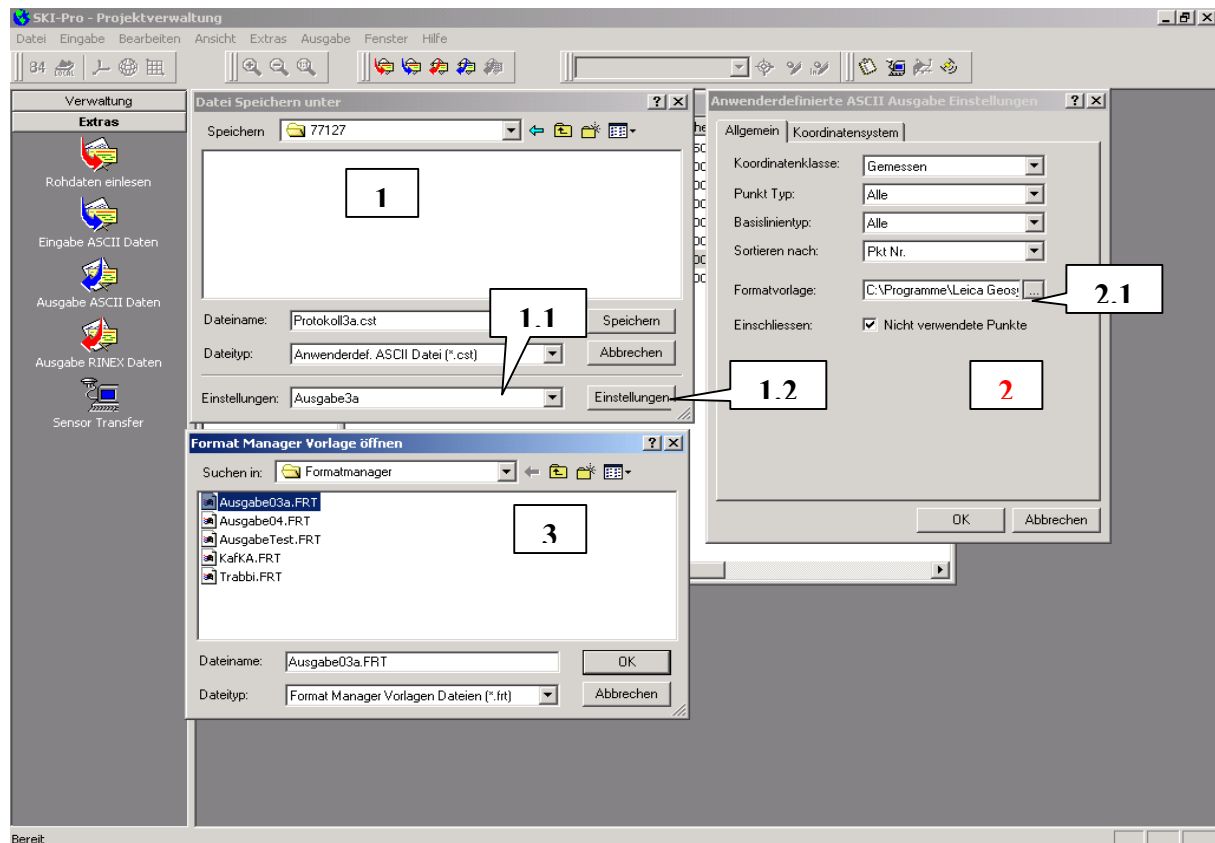 SKI-Pro - Projektverwaltung
Datei Eingabe Bearbeiten Ansicht Extras Ausgabe Fenster Hilfe
84
Verwaltung
Extras
Rohdaten einlesen
Eingabe ASCII Daten
Ausgabe ASCII Daten
Ausgabe RINEX Daten
Sensor Transfer
Datei Speichern unter
Speichern 77127
1
Dateiname: Protokoll3a.cst
1.1
Speichern
Dateityp: Anwenderdef. ASCII Datei (*.cst)
Abbrechen
Einstellungen: Ausgabe3a
Einstellungen
1.2
Anwenderdefinierte ASCII Ausgabe Einstellungen
Allgemein Koordinatensystem
Koordinatenklasse: Gemessen
Punkt Typ: Alle
Basislinientyp: Alle
Sortieren nach: Pkt Nr.
Formatvorlage: C:\Programme\Leica Geosy ...
2.1
Einschliessen: Nicht verwendete Punkte
2
OK Abbrechen
Format Manager Vorlage öffnen
Suchen in: Formatmanager
Ausgabe03a.FRT
Ausgabe04.FRT
AusgabeTest.FRT
KafKA.FRT
Trabbi.FRT
3
Dateiname: Ausgabe03a.FRT
OK
Dateityp: Format Manager Vorlagen Dateien (*.frt)
Abbrechen
Bereit